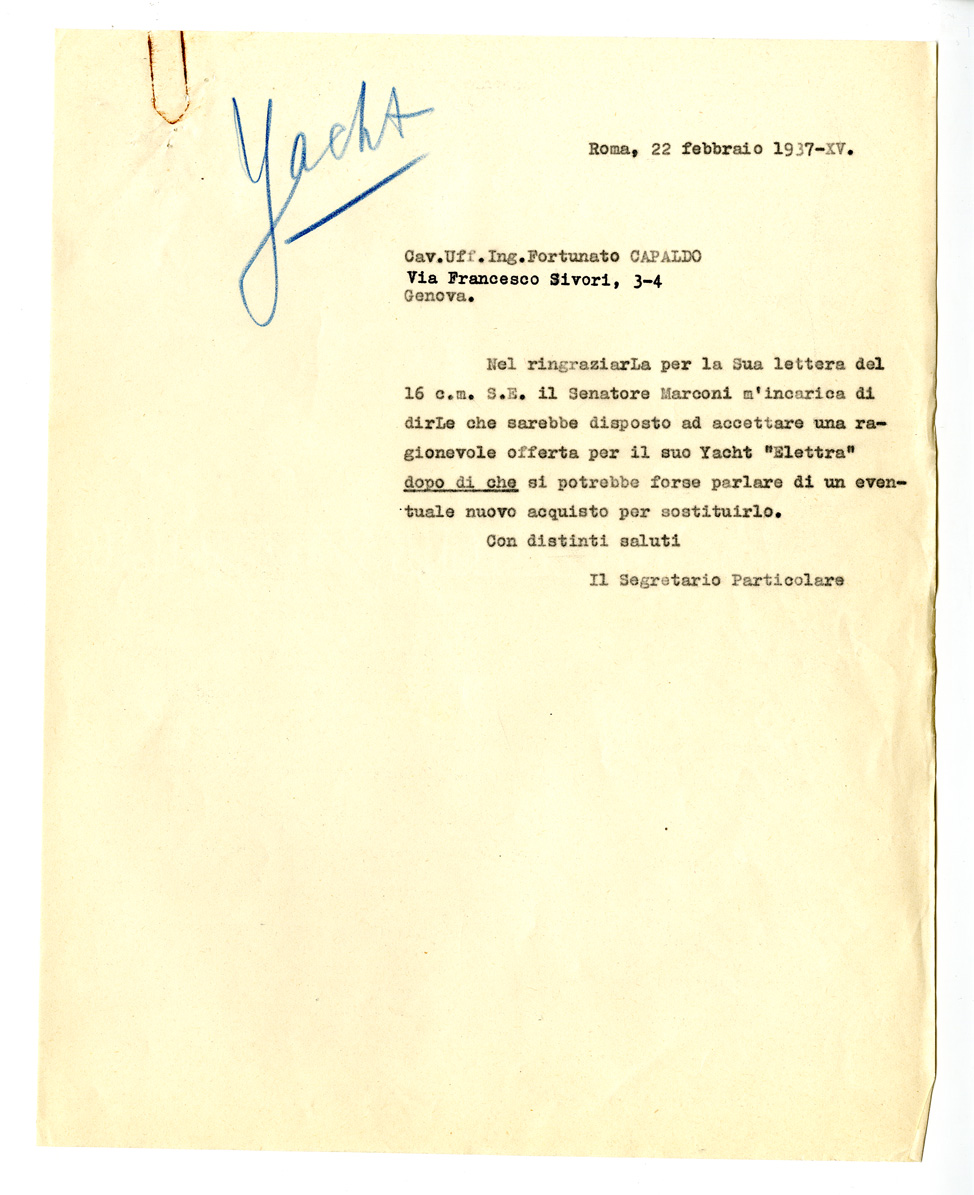 Yacht
Roma, 22 febbraio 1937-XV.
Cav.Uff.Ing.Fortunato CAPALDO
Via Francesco Sivori, 3-4
Genova.
Nel ringraziarLa per la Sua lettera del
16 c.m. S.E. il Senatore Marconi m'incarica di
dirLe che sarebbe disposto ad accettare una ra-
gionevole offerta per il suo Yacht "Elettra"
dopo di che si potrebbe forse parlare di un even-
tuale nuovo acquisto per sostituirlo.
Con distinti saluti
Il Segretario Particolare